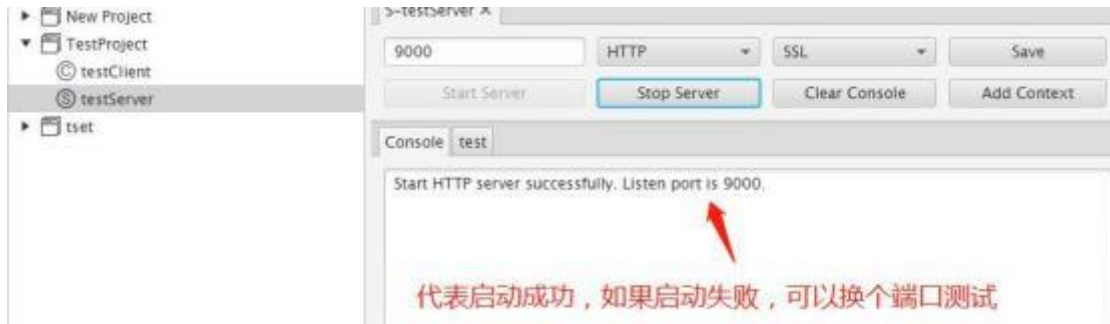 New Project
TestProject
testClient
testServer
tset
S-testServer X
9000 HTTP SSL Save
Start Server Stop Server Clear Console Add Context
Console test
Start HTTP server successfully. Listen port is 9000.
代表启动成功，如果启动失败，可以换个端口测试